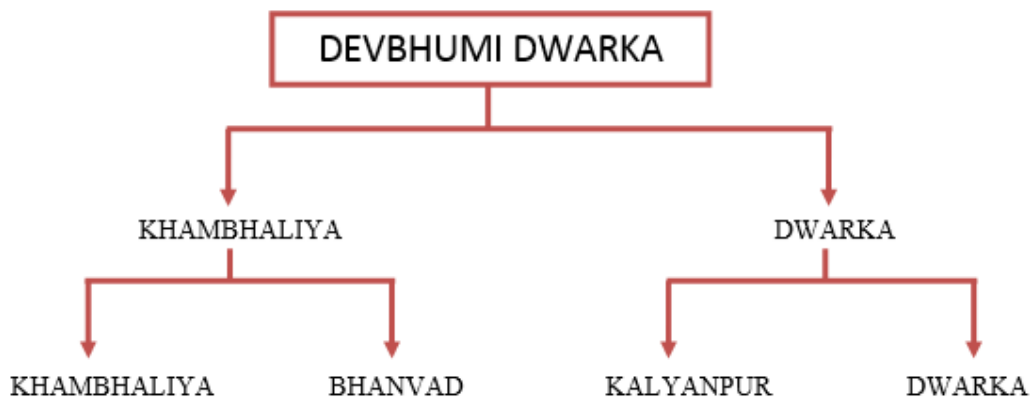 DEVBHUMI DWARKA
KHAMBHALIYA
DWARKA
KHAMBHALIYA
BHANVAD
KALYANPUR
DWARKA